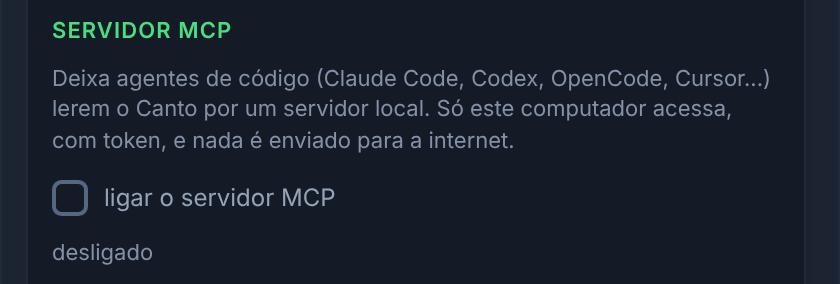 SERVIDOR MCP
Deixa agentes de código (Claude Code, Codex, OpenCode, Cursor...)
lerem o Canto por um servidor local. Só este computador acessa,
com token, e nada é enviado para a internet.
ligar o servidor MCP
desligado